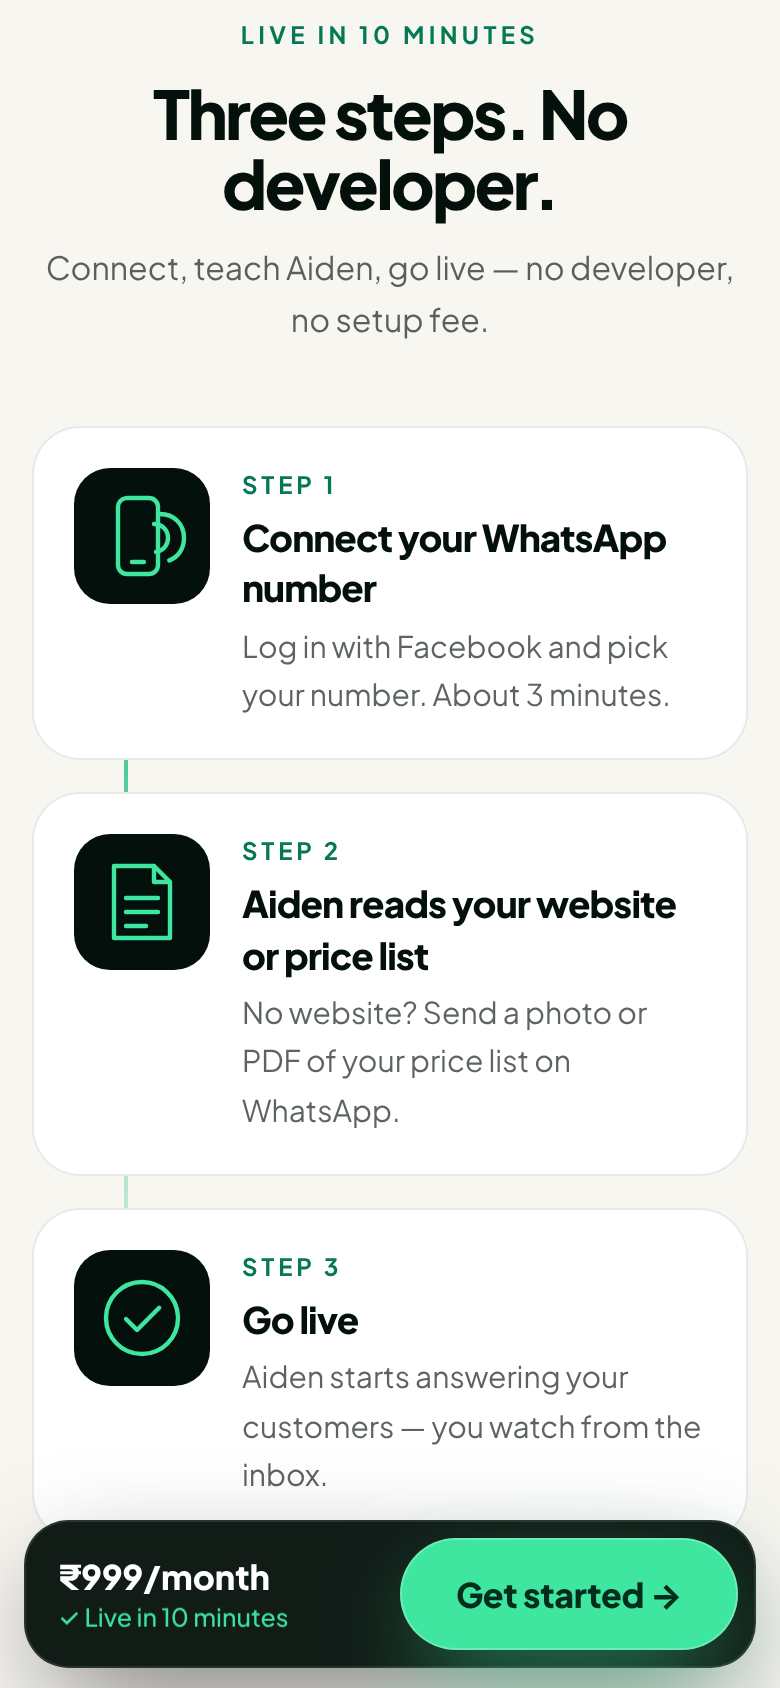 LIVE IN 10 MINUTES
Three steps. No
developer.
Connect, teach Aiden, go live — no developer,
no setup fee.
STEP 1
Connect your WhatsApp
number
Log in with Facebook and pick
your number. About 3 minutes.
STEP 2
Aiden reads your website
or price list
No website? Send a photo or
PDF of your price list on
WhatsApp.
STEP 3
Go live
Aiden starts answering your
customers — you watch from the
inbox.
₹999/month
✓ Live in 10 minutes
Get started →